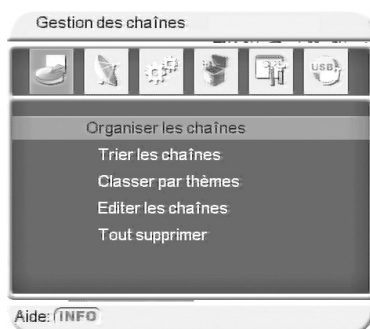 Gestion des chaînes
USB
Organiser les chaînes
Trier les chaînes
Classer par thèmes
Editer les chaînes
Tout supprimer
Aide: INFO